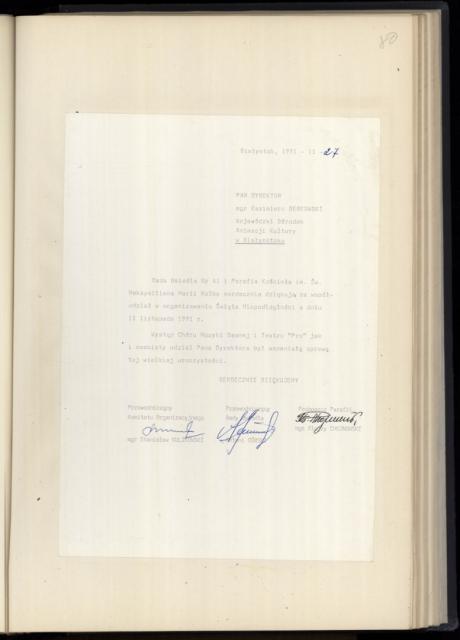 80
Białystok, 1991 - 11 -27
PAN DYREKTOR
mgr Kazimierz DERKOWSKI
Wojewódzki Ośrodek
Animacji Kultury
w Białymstoku
Rada Osiedla Nr 41 i Parafia Kościoła im. Św.
Maksymiliana Marii Kolbe serdecznie dziękują za współ-
udział w organizowaniu Święta Niepodległości w dniu
11 listopada 1991 r.
Występ Chóru Muzyki Dawnej i Teatru "Pro" jak
i osobisty udział Pana Dyrektora był wspaniałą oprawą
tej wielkiej uroczystości.
SERDECZNIE DZIĘKUJEMY
Przewodniczący Przewodniczący Proboszcz Parafii
Komitetu Organizacyjnego Rady
mgr Stanisław mgr